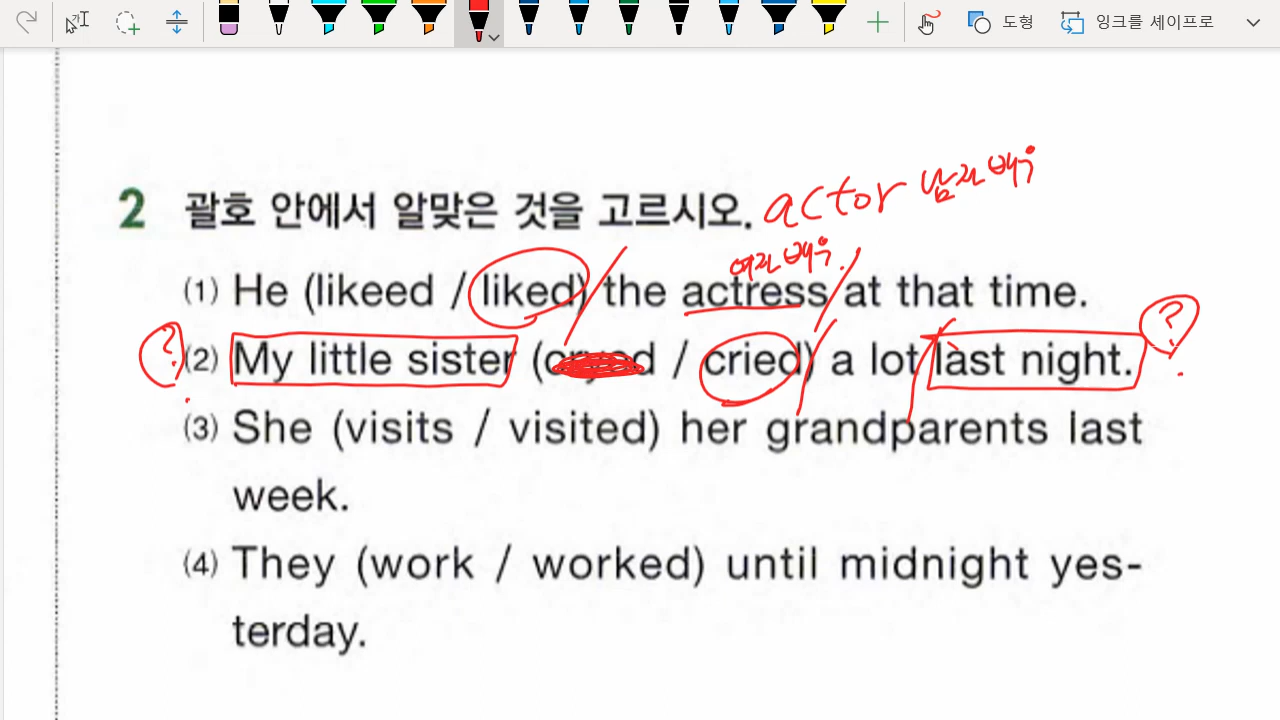 가 도형 잉크를 셰이프로
actor 남자 배우
2 괄호 안에서 알맞은 것을 고르시오.
여자 배우.
(1) He (likeed / liked) the actress at that time.
? ?
(2) My little sister (cryed / cried) a lot last night.
(3) She (visits / visited) her grandparents last
week.
(4) They (work / worked) until midnight yes-
terday.